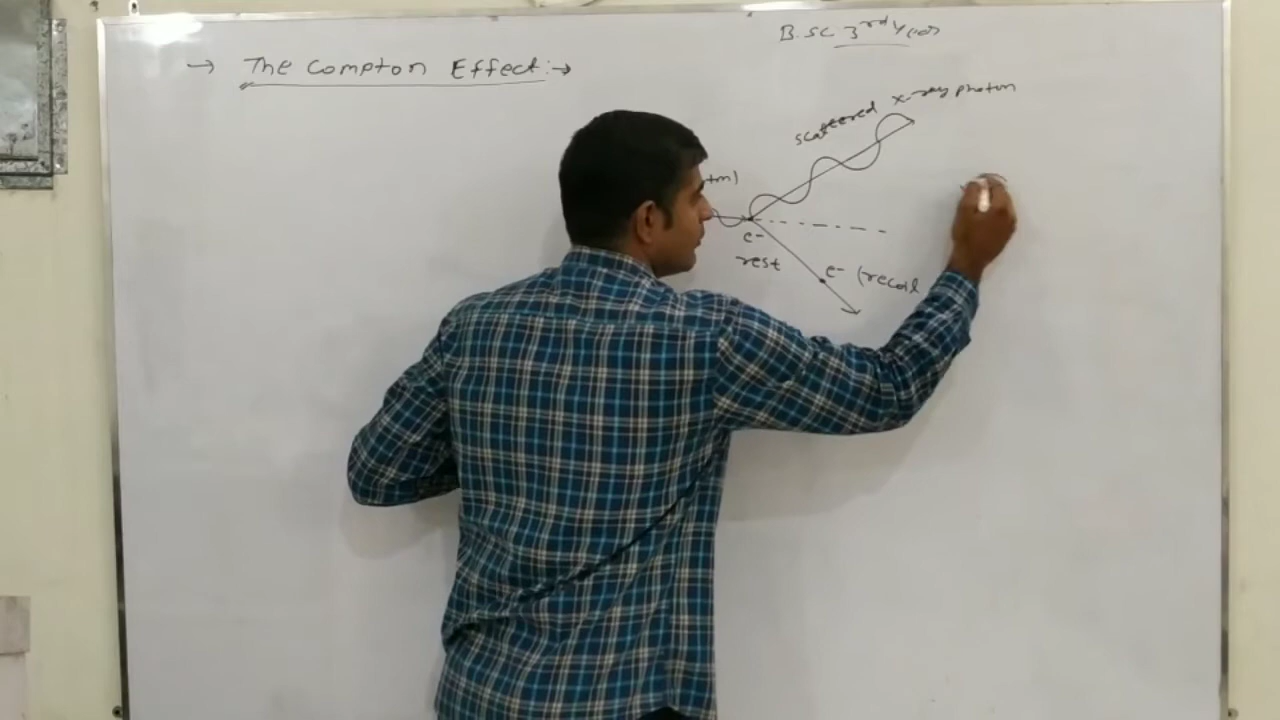 B.Sc 3rd Year
→ The Compton Effect:→
scattered x-ray photon
e-
rest
e- (recoil